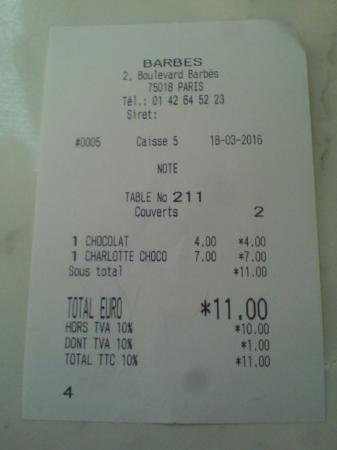 BARBES
2, Boulevard Barbès
75018 PARIS
Tél.: 01 42 64 52 23
Siret:
#0005 Caisse 5 18-03-2016
NOTE
TABLE No 211
Couverts 2
1 CHOCOLAT 4.00 *4.00
1 CHARLOTTE CHOCO 7.00 *7.00
Sous total *11.00
TOTAL EURO *11.00
HORS TVA 10% *10.00
DONT TVA 10% *1.00
TOTAL TTC 10% *11.00
4